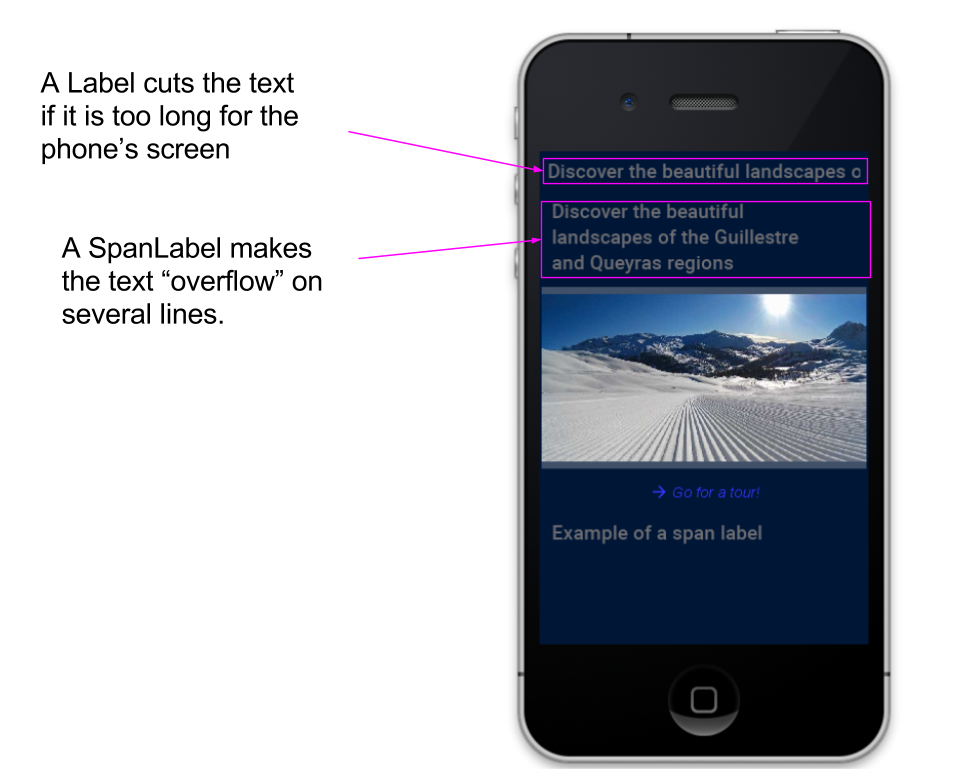 A Label cuts the text
if it is too long for the
phone’s screen
A SpanLabel makes
the text “overflow” on
several lines.
Discover the beautiful landscapes o
Discover the beautiful
landscapes of the Guillestre
and Queyras regions
→ Go for a tour!
Example of a span label